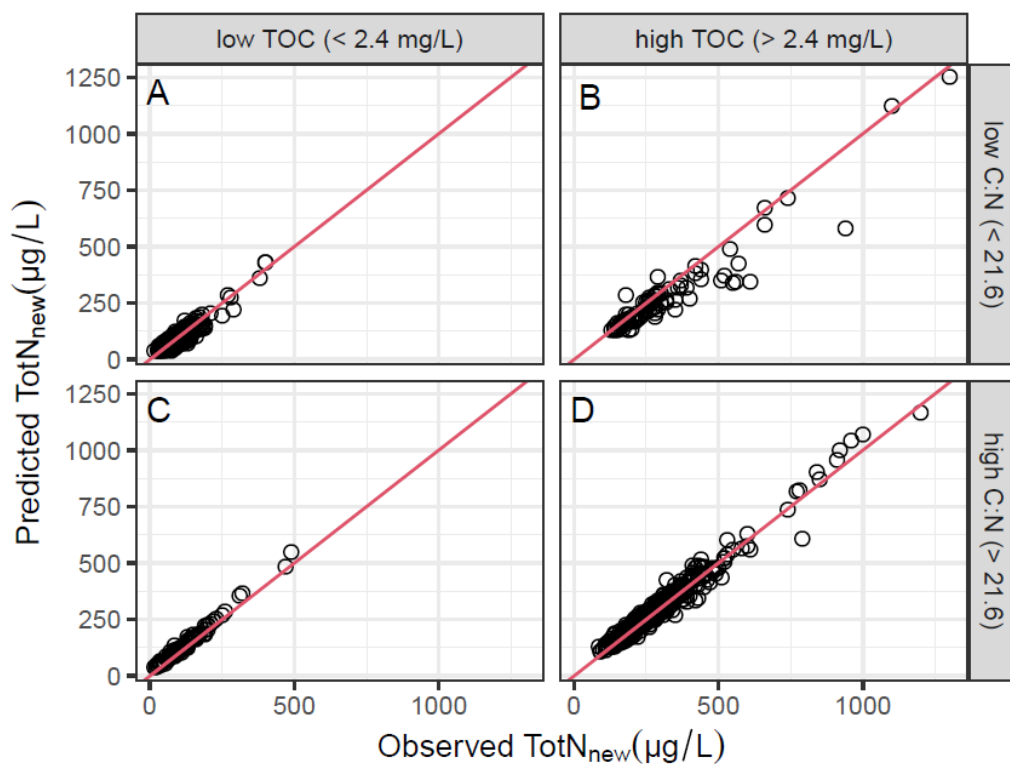 low TOC (< 2.4 mg/L) high TOC (> 2.4 mg/L)
A
B
1250
1000
750
500
250
0
low C:N (< 21.6)
C
D
1250
1000
750
500
250
0
high C:N (> 21.6)
0 500 1000 0 500 1000
Predicted TotNnew(µg/L)
Observed TotNnew(µg/L)